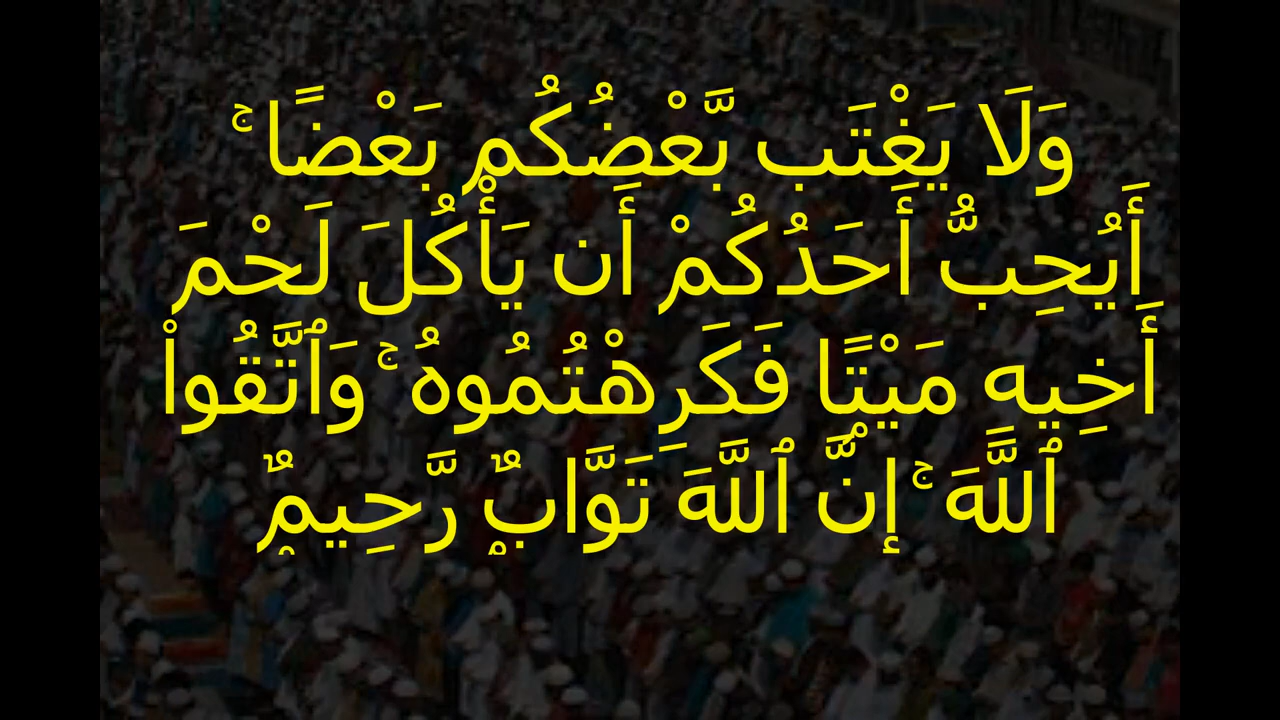 وَلَا يَغْتَب بَّعْضُكُم بَعْضًا ۚ
أَيُحِبُّ أَحَدُكُمْ أَن يَأْكُلَ لَحْمَ
أَخِيهِ مَيْتًا فَكَرِهْتُمُوهُ ۚ وَٱتَّقُوا۟
ٱللَّهَ ۚ إِنَّ ٱللَّهَ تَوَّابٌۭ رَّحِيمٌۭ